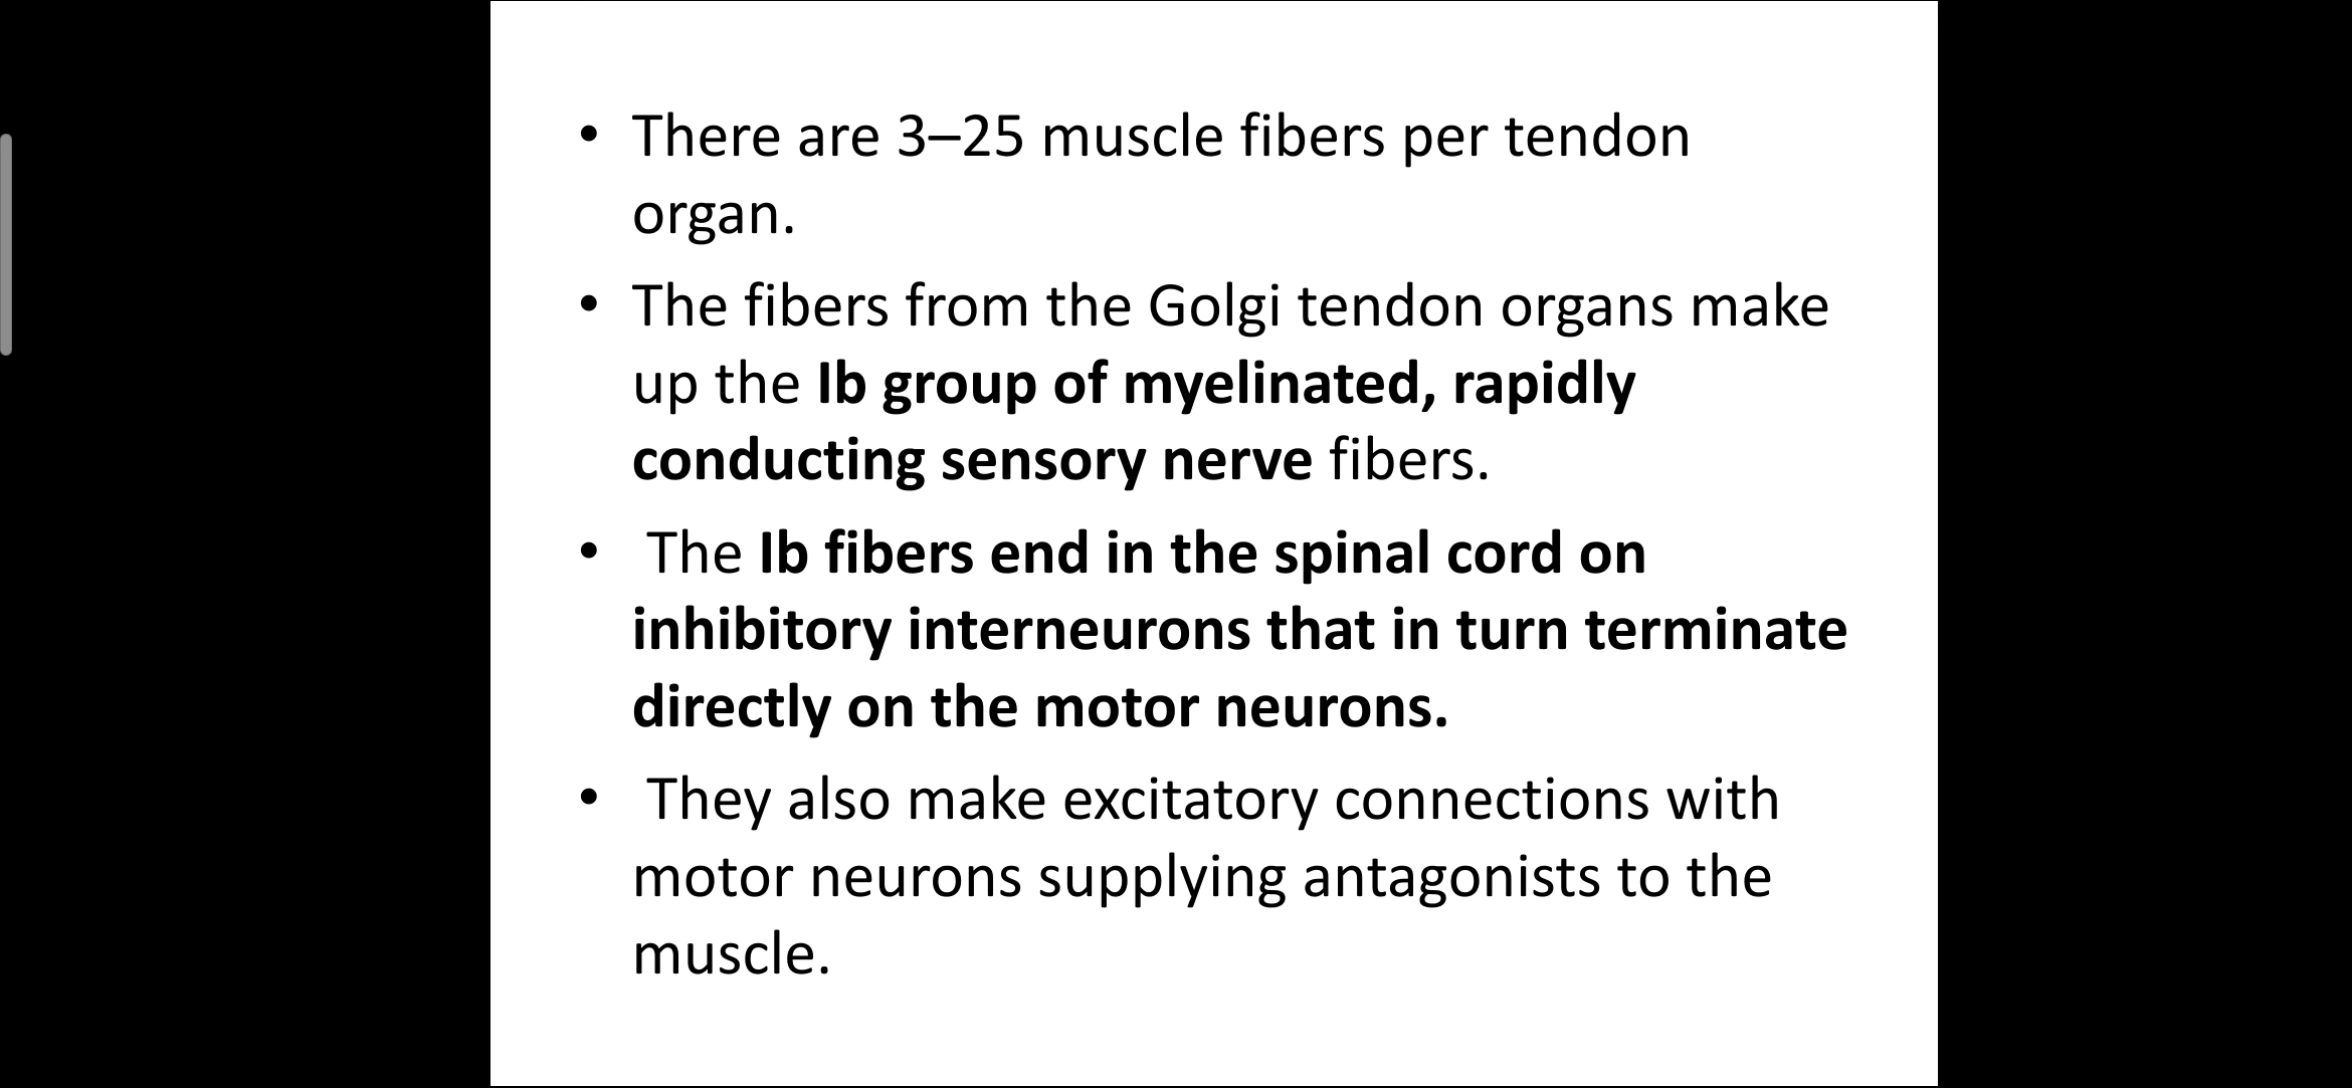 • There are 3–25 muscle fibers per tendon
organ.
• The fibers from the Golgi tendon organs make
up the Ib group of myelinated, rapidly
conducting sensory nerve fibers.
• The Ib fibers end in the spinal cord on
inhibitory interneurons that in turn terminate
directly on the motor neurons.
• They also make excitatory connections with
motor neurons supplying antagonists to the
muscle.